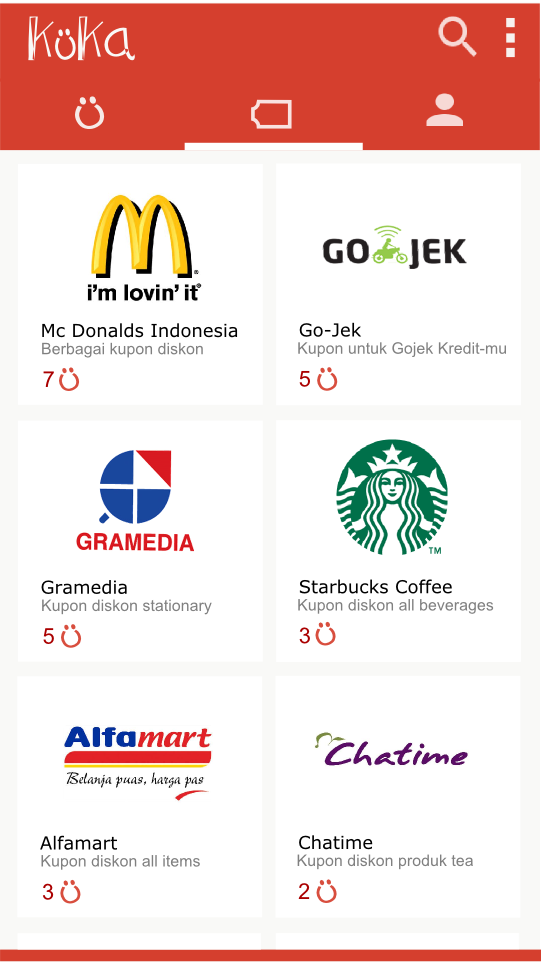 küka
i'm lovin' it®
Mc Donalds Indonesia
Berbagai kupon diskon
7
GO-JEK
Go-Jek
Kupon untuk Gojek Kredit-mu
5
GRAMEDIA
Gramedia
Kupon diskon stationary
5
TM
Starbucks Coffee
Kupon diskon all beverages
3
Alfamart
Belanja puas, harga pas
Alfamart
Kupon diskon all items
3
Chatime
Chatime
Kupon diskon produk tea
2